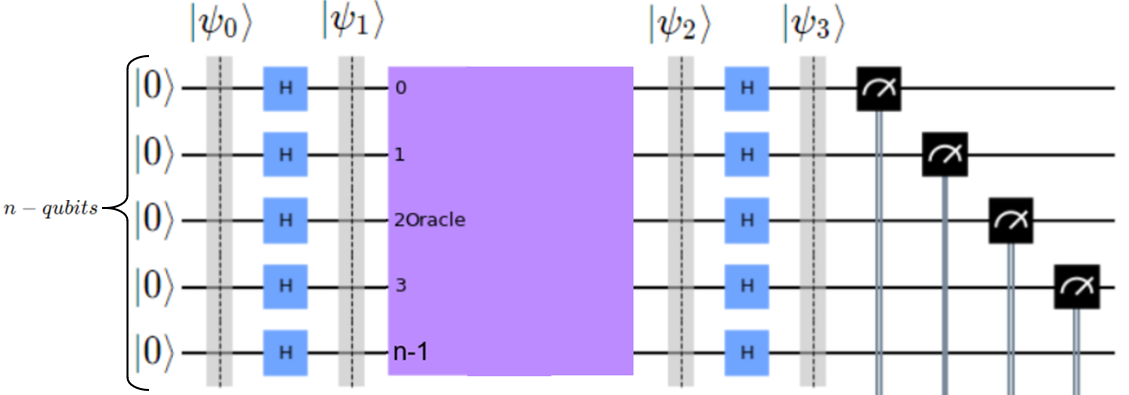 |ψ₀⟩ |ψ₁⟩ |ψ₂⟩ |ψ₃⟩
|0⟩ H 0 H
|0⟩ H 1 H
n − qubits |0⟩ H 2Oracle H
|0⟩ H 3 H
|0⟩ H n-1 H